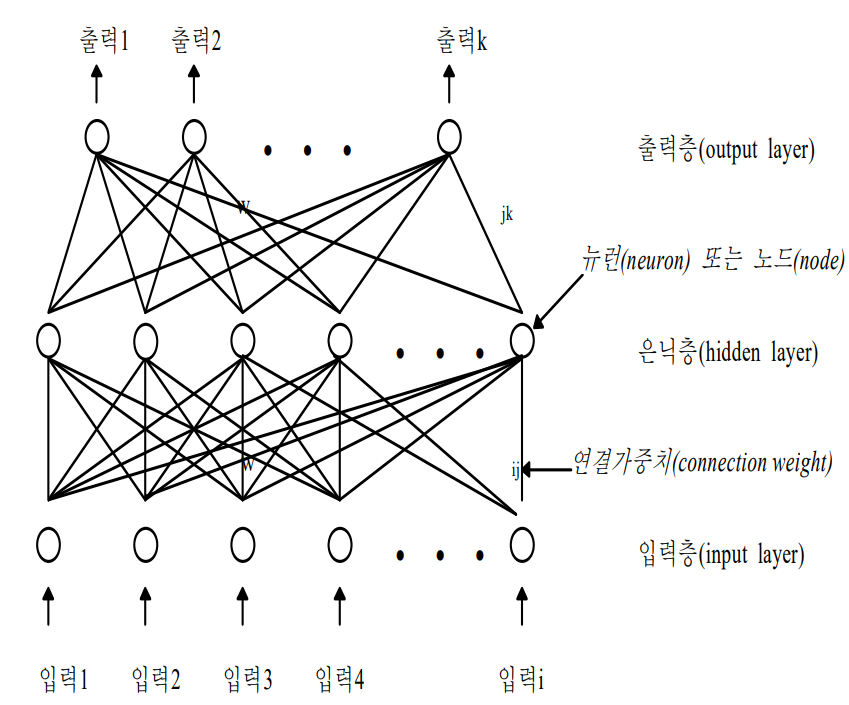 출력1 출력2 출력k
출력층(output layer)
w jk
뉴런(neuron) 또는 노드(node)
은닉층(hidden layer)
w ij 연결가중치(connection weight)
입력층(input layer)
입력1 입력2 입력3 입력4 입력i